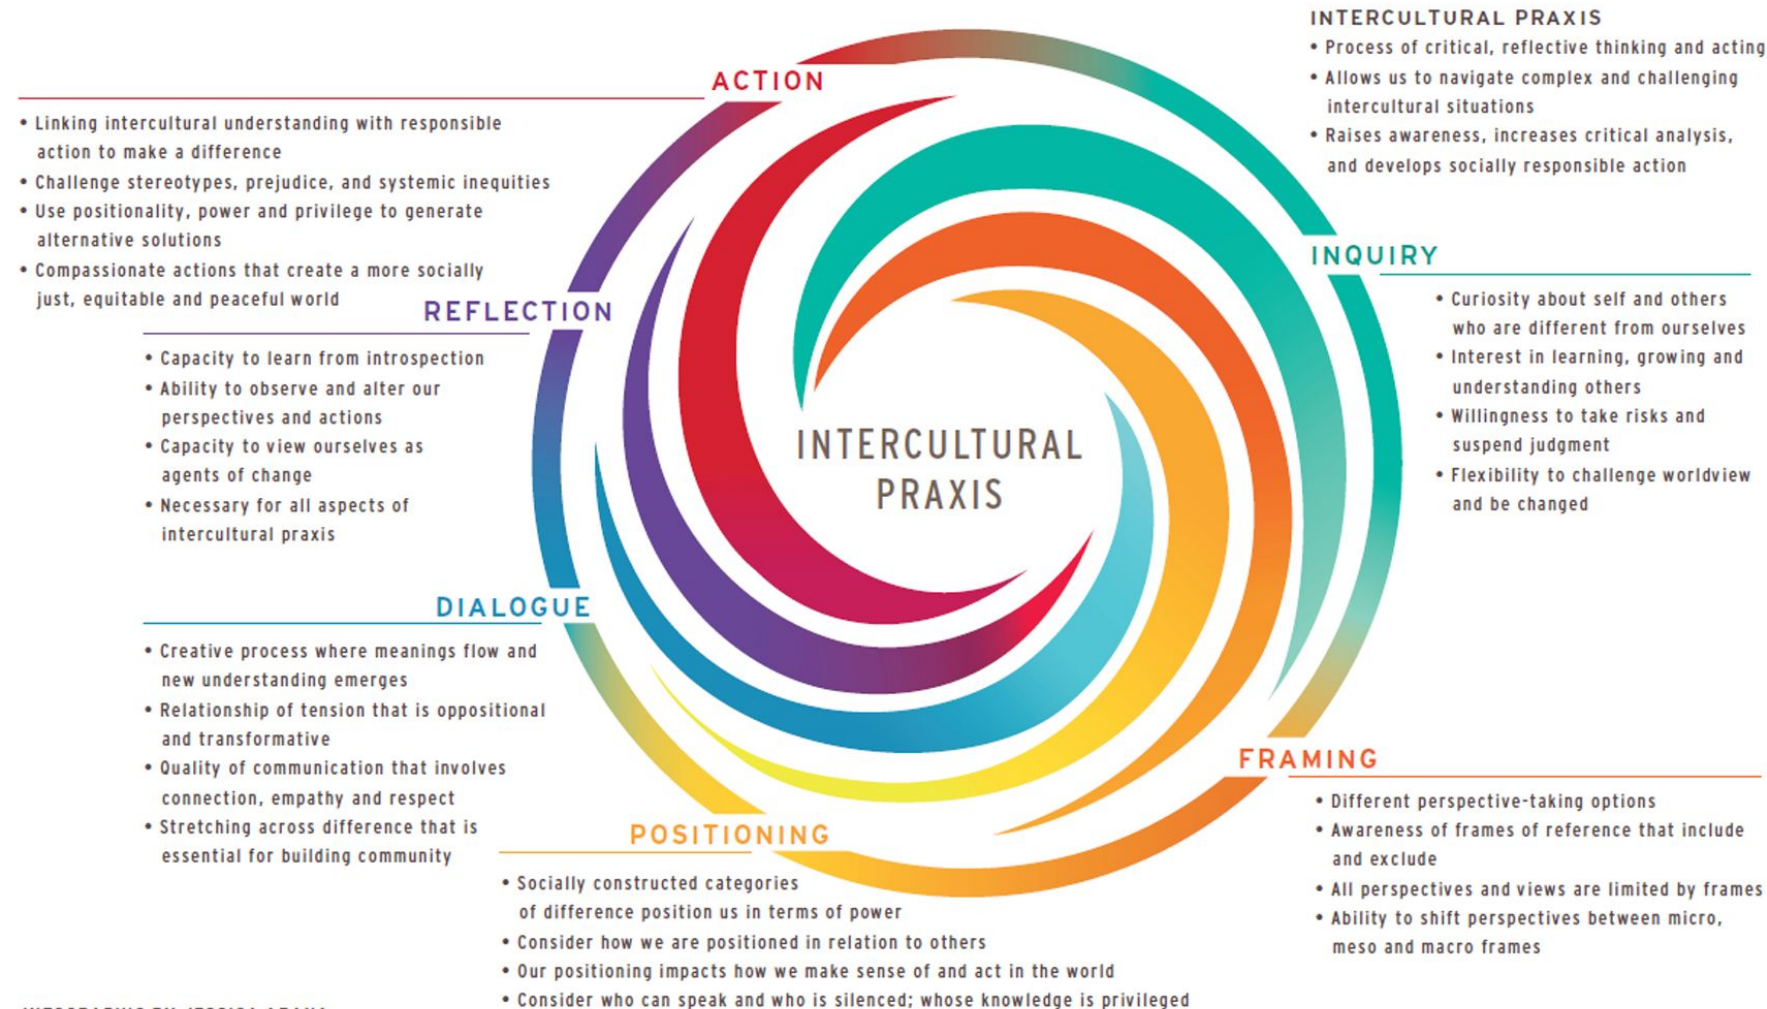 INTERCULTURAL PRAXIS
• Process of critical, reflective thinking and acting
• Allows us to navigate complex and challenging
intercultural situations
• Raises awareness, increases critical analysis,
and develops socially responsible action
ACTION
• Linking intercultural understanding with responsible
action to make a difference
• Challenge stereotypes, prejudice, and systemic inequities
• Use positionality, power and privilege to generate
alternative solutions
• Compassionate actions that create a more socially
just, equitable and peaceful world
INQUIRY
• Curiosity about self and others
who are different from ourselves
• Interest in learning, growing and
understanding others
• Willingness to take risks and
suspend judgment
• Flexibility to challenge worldview
and be changed
REFLECTION
• Capacity to learn from introspection
• Ability to observe and alter our
perspectives and actions
• Capacity to view ourselves as
agents of change
• Necessary for all aspects of
intercultural praxis
INTERCULTURAL
PRAXIS
DIALOGUE
• Creative process where meanings flow and
new understanding emerges
• Relationship of tension that is oppositional
and transformative
• Quality of communication that involves
connection, empathy and respect
• Stretching across difference that is
essential for building community
FRAMING
• Different perspective-taking options
• Awareness of frames of reference that include
and exclude
• All perspectives and views are limited by frames
• Ability to shift perspectives between micro,
meso and macro frames
POSITIONING
• Socially constructed categories
of difference position us in terms of power
• Consider how we are positioned in relation to others
• Our positioning impacts how we make sense of and act in the world
• Consider who can speak and who is silenced; whose knowledge is privileged